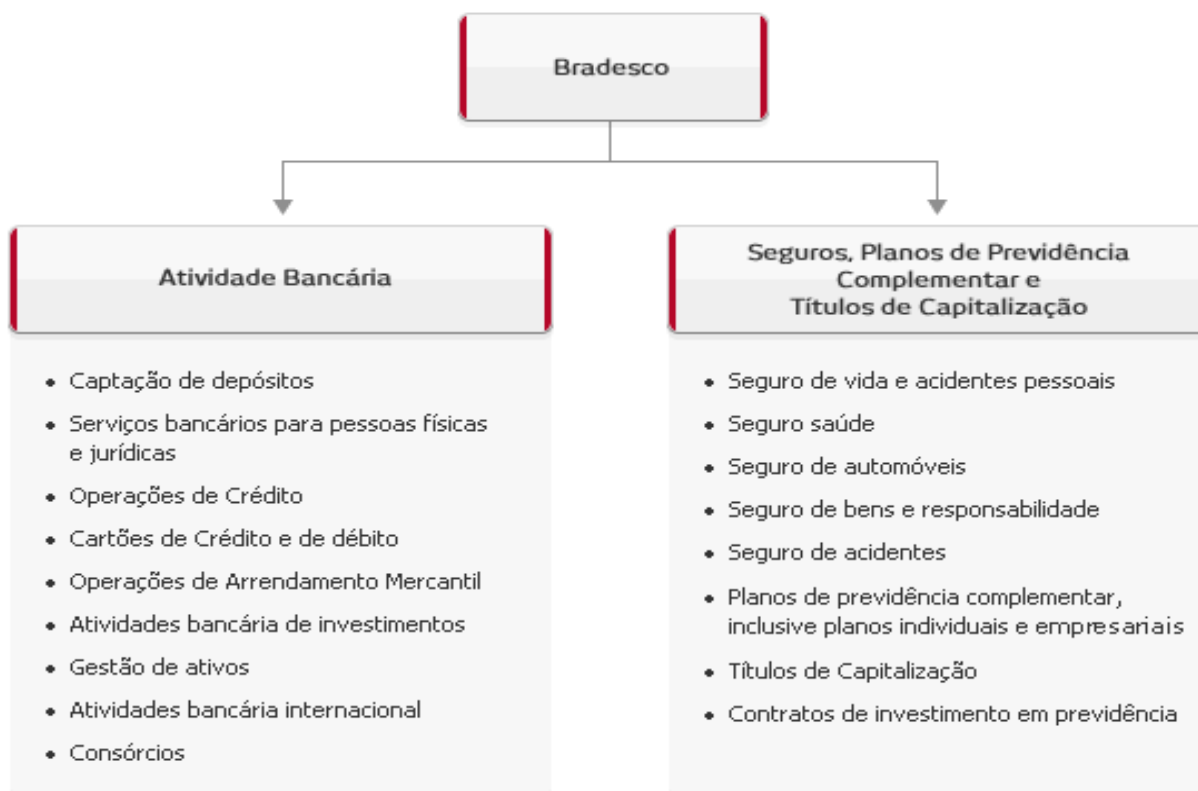 Bradesco
Atividade Bancária
• Captação de depósitos
• Serviços bancários para pessoas físicas
e jurídicas
• Operações de Crédito
• Cartões de Crédito e de débito
• Operações de Arrendamento Mercantil
• Atividades bancária de investimentos
• Gestão de ativos
• Atividades bancária internacional
• Consórcios
Seguros, Planos de Previdência
Complementar e
Títulos de Capitalização
• Seguro de vida e acidentes pessoais
• Seguro saúde
• Seguro de automóveis
• Seguro de bens e responsabilidade
• Seguro de acidentes
• Planos de previdência complementar,
inclusive planos individuais e empresariais
• Títulos de Capitalização
• Contratos de investimento em previdência